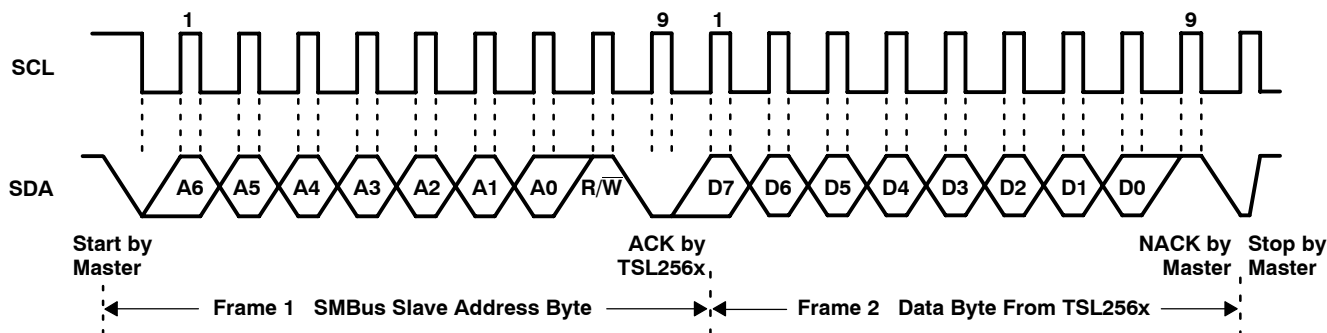 1 9 1 9
SCL
SDA
A6 A5 A4 A3 A2 A1 A0 R/W̅ D7 D6 D5 D4 D3 D2 D1 D0
Start by
Master
ACK by
TSL256x
NACK by
Master
Stop by
Master
Frame 1 SMBus Slave Address Byte
Frame 2 Data Byte From TSL256x